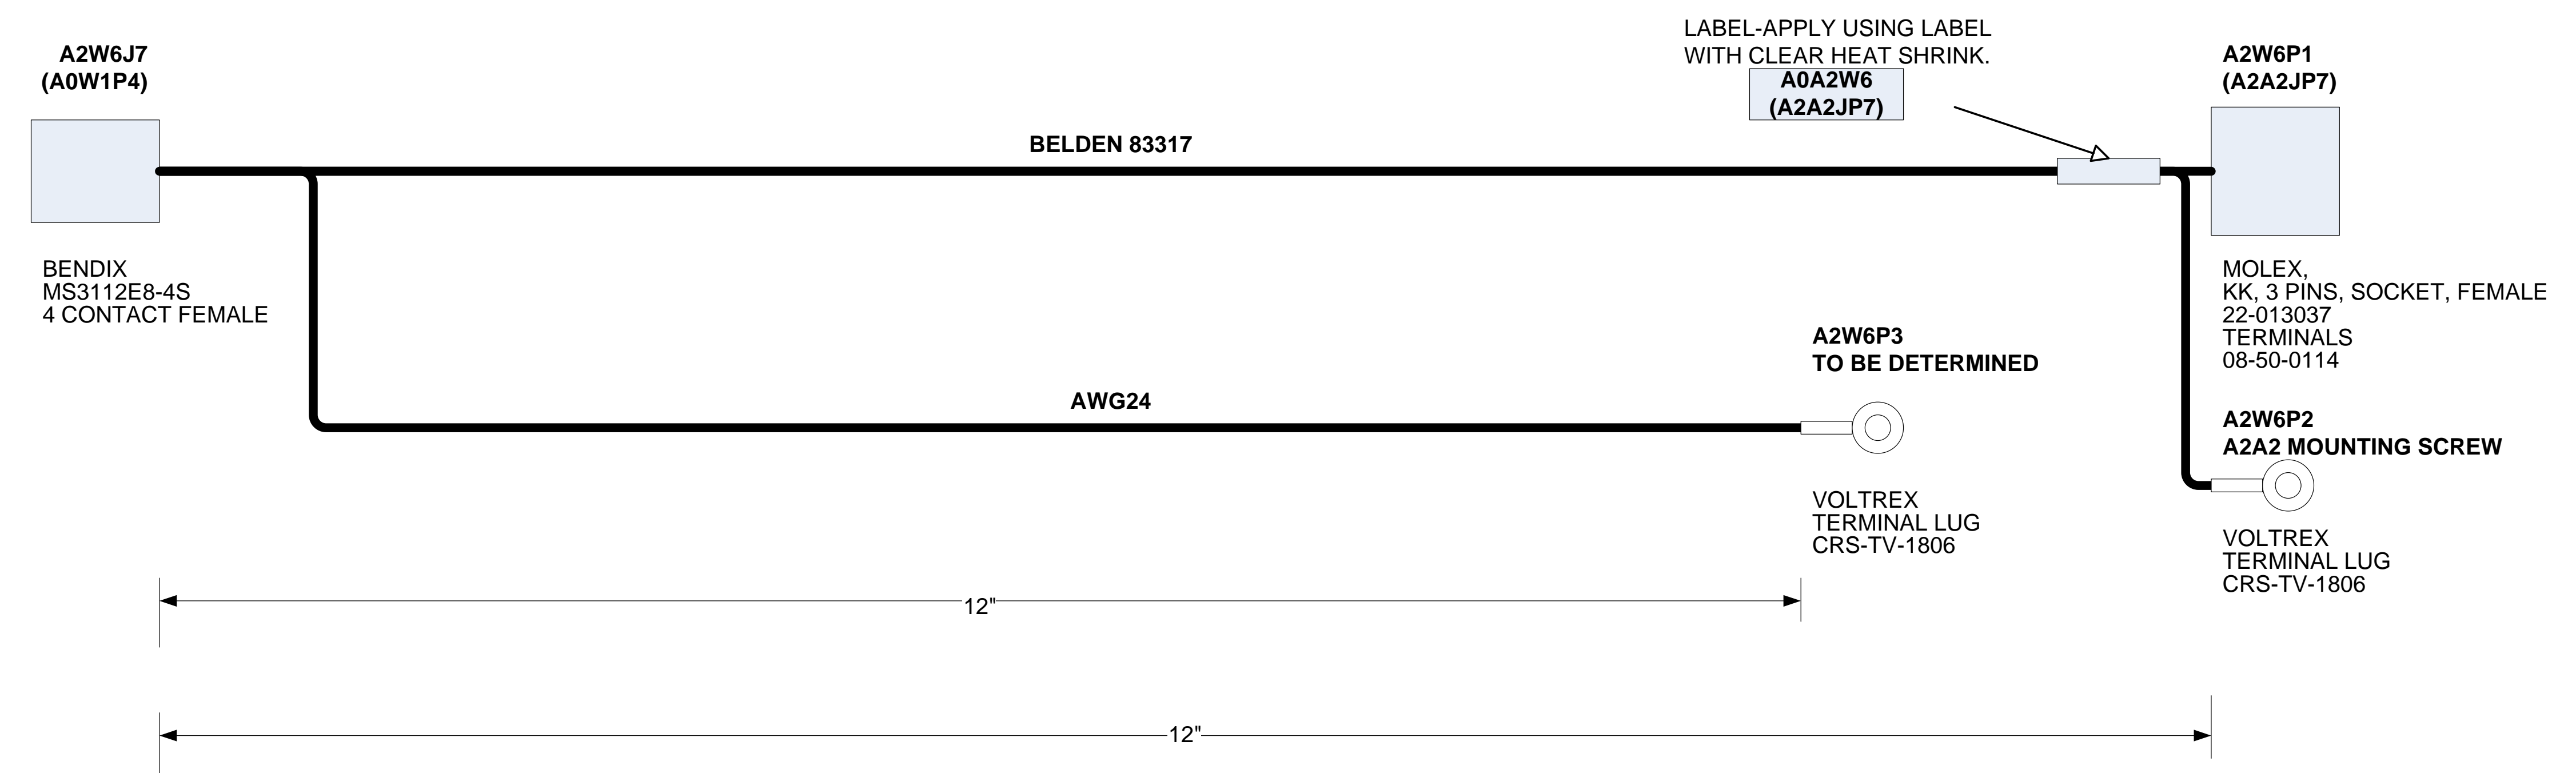 LABEL-APPLY USING LABEL
WITH CLEAR HEAT SHRINK.
A2W6J7
(A0W1P4)
A0A2W6
(A2A2JP7)
A2W6P1
(A2A2JP7)
BELDEN 83317
BENDIX
MS3112E8-4S
4 CONTACT FEMALE
MOLEX,
KK, 3 PINS, SOCKET, FEMALE
22-013037
TERMINALS
08-50-0114
A2W6P3
TO BE DETERMINED
AWG24
A2W6P2
A2A2 MOUNTING SCREW
VOLTREX
TERMINAL LUG
CRS-TV-1806
VOLTREX
TERMINAL LUG
CRS-TV-1806
12"
12"